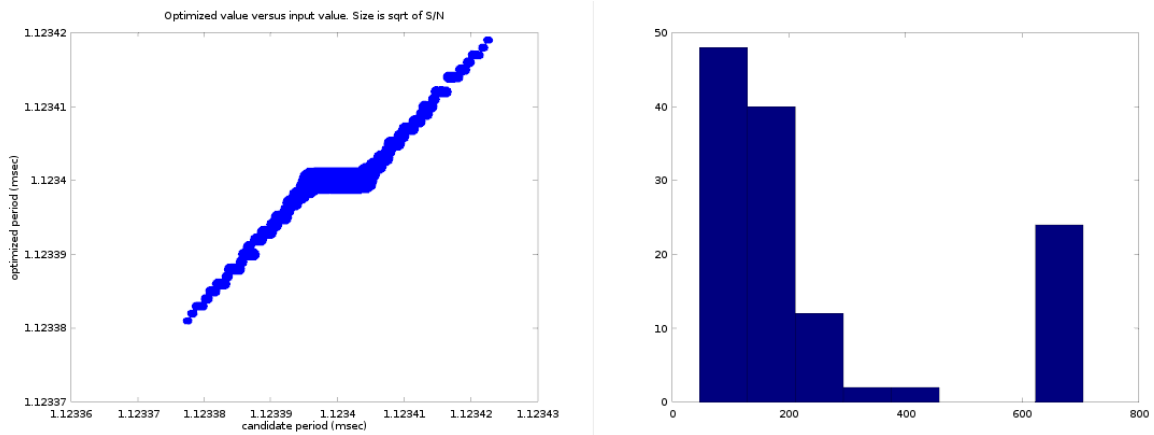 Optimized value versus input value. Size is sqrt of S/N
1.12342
1.12341
1.1234
1.12339
1.12338
1.12337
optimized period (msec)
1.12336 1.12337 1.12338 1.12339 1.1234 1.12341 1.12342 1.12343
candidate period (msec)
50
40
30
20
10
0
0 200 400 600 800